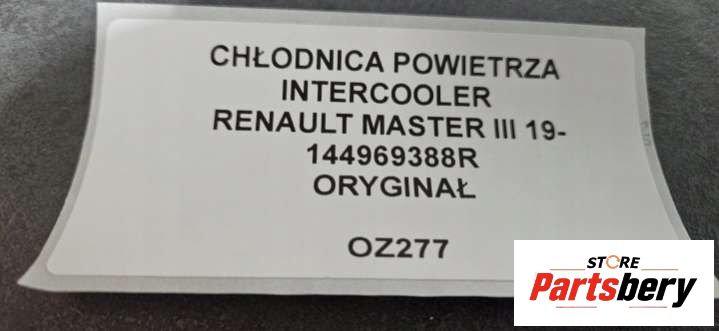 CHŁODNICA POWIETRZA
INTERCOOLER
RENAULT MASTER III 19-
144969388R
ORYGINAŁ
OZ277
STORE
Partsbery